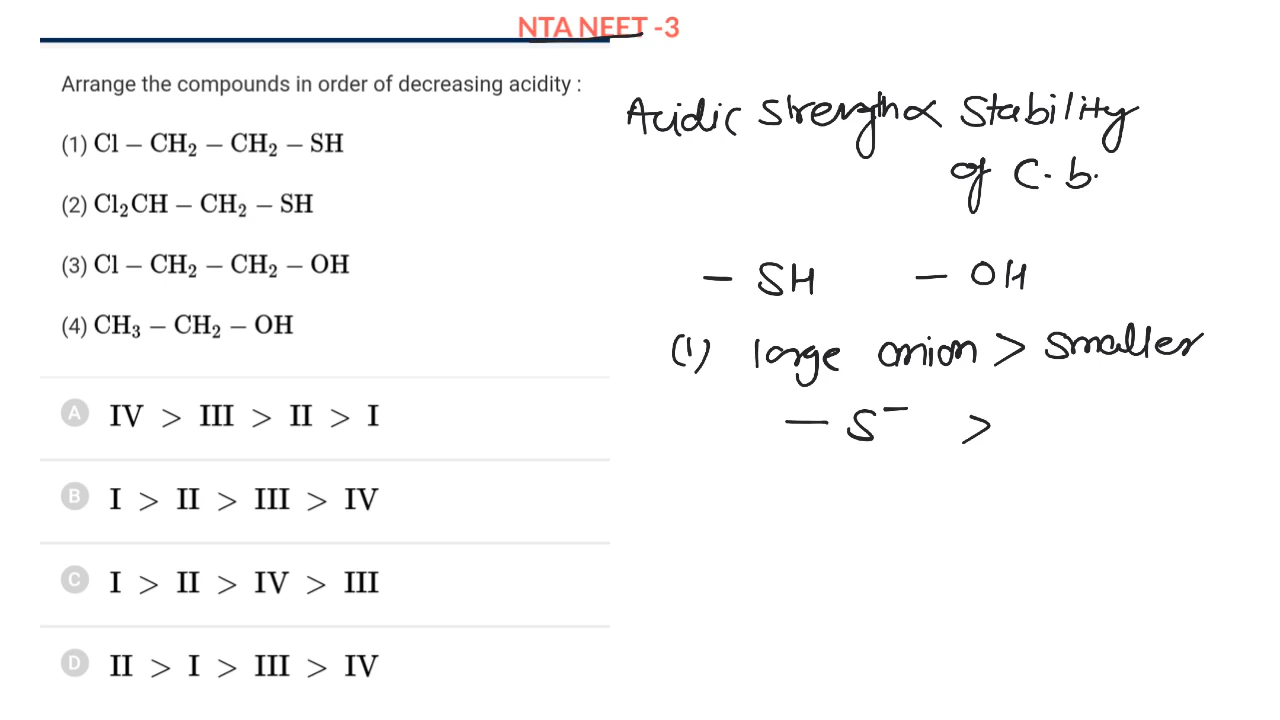 NTA NEET -3
Arrange the compounds in order of decreasing acidity :
(1) Cl – CH₂ – CH₂ – SH
(2) Cl₂CH – CH₂ – SH
(3) Cl – CH₂ – CH₂ – OH
(4) CH₃ – CH₂ – OH
A IV > III > II > I
B I > II > III > IV
C I > II > IV > III
D II > I > III > IV
Acidic Strength ∝ Stability
of C. b.
– SH – OH
(1) large anion > smaller
– S⁻ >